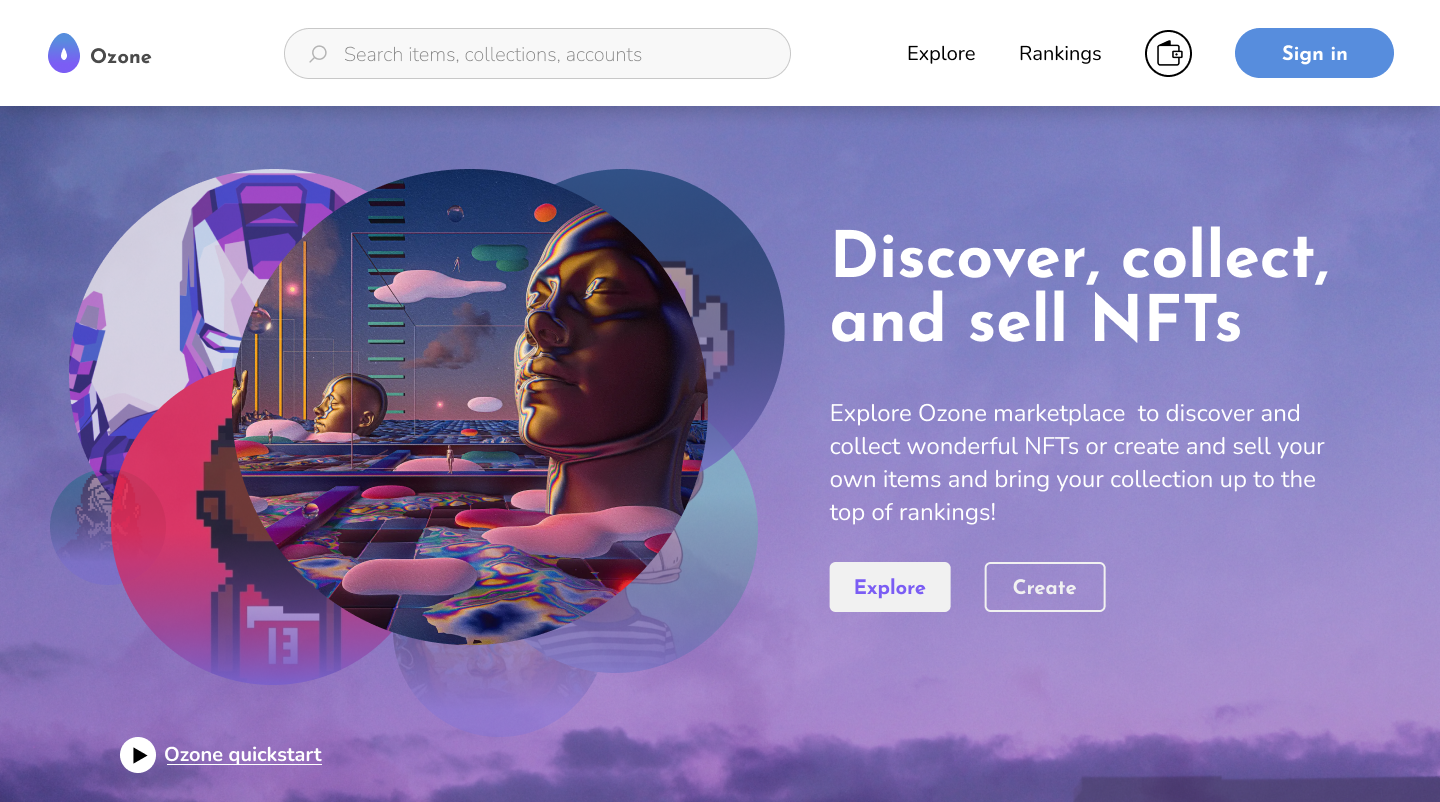 Ozone
Search items, collections, accounts
Explore
Rankings
Sign in
Discover, collect,
and sell NFTs
Explore Ozone marketplace  to discover and
collect wonderful NFTs or create and sell your
own items and bring your collection up to the
top of rankings!
Explore
Create
13
Ozone quickstart